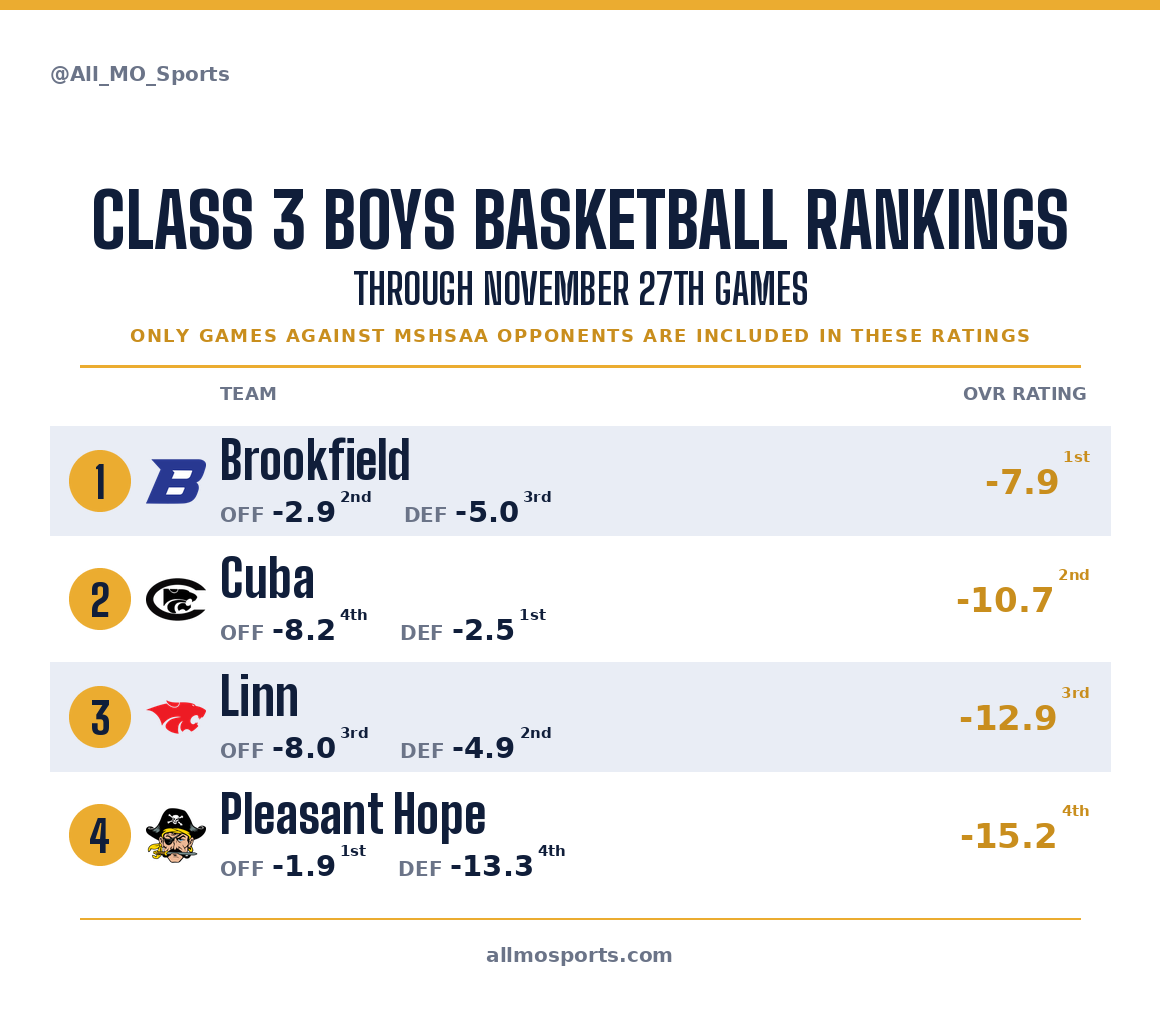 @All_MO_Sports
CLASS 3 BOYS BASKETBALL RANKINGS
THROUGH NOVEMBER 27TH GAMES
ONLY GAMES AGAINST MSHSAA OPPONENTS ARE INCLUDED IN THESE RATINGS
TEAM OVR RATING
1 B Brookfield
OFF -2.9 2nd DEF -5.0 3rd
-7.9 1st
2 C Cuba
OFF -8.2 4th DEF -2.5 1st
-10.7 2nd
3 Linn
OFF -8.0 3rd DEF -4.9 2nd
-12.9 3rd
4 Pleasant Hope
OFF -1.9 1st DEF -13.3 4th
-15.2 4th
allmosports.com